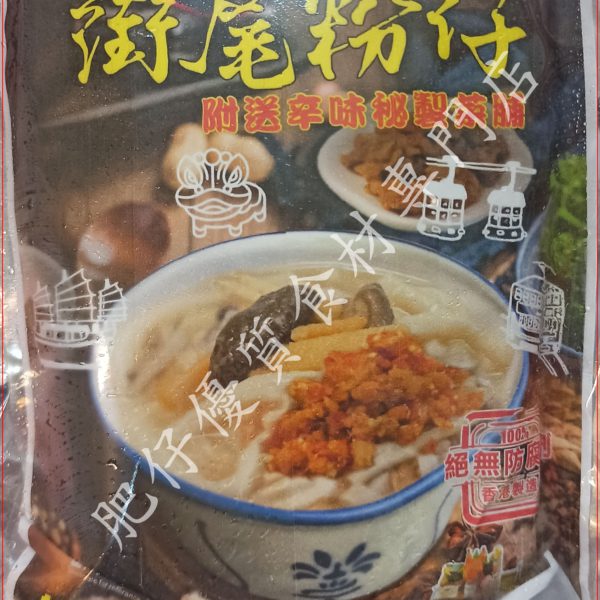 街尾粉仔
附送辛味祕製菜脯
肥仔優質食材專門店
100%
絕無防腐劑
香港製造